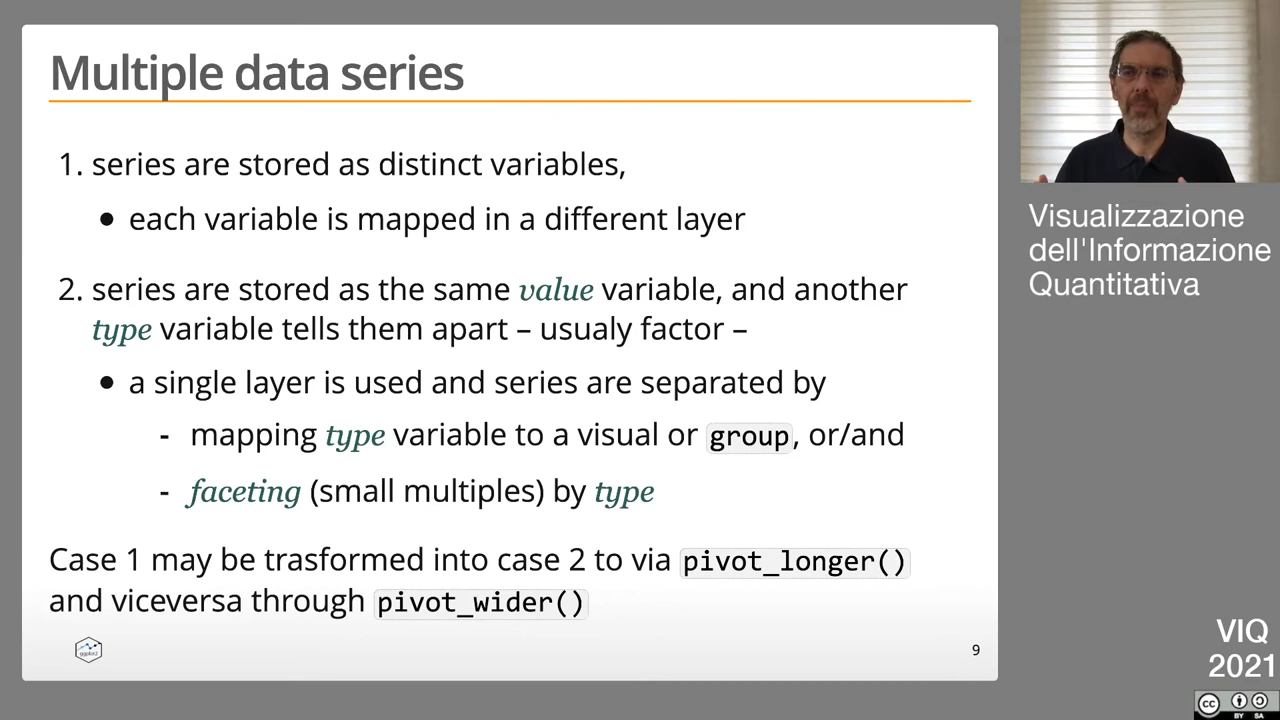 Multiple data series
1. series are stored as distinct variables,
• each variable is mapped in a different layer
2. series are stored as the same value variable, and another
type variable tells them apart – usualy factor –
• a single layer is used and series are separated by
- mapping type variable to a visual or group, or/and
- faceting (small multiples) by type
Case 1 may be trasformed into case 2 to via pivot_longer()
and viceversa through pivot_wider()
ggplot2
9
Visualizzazione
dell'Informazione
Quantitativa
VIQ
2021
cc
BY SA